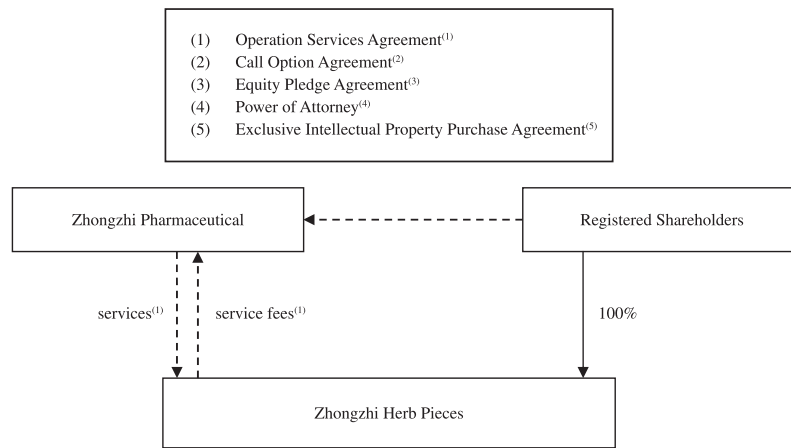 (1) Operation Services Agreement(1)
(2) Call Option Agreement(2)
(3) Equity Pledge Agreement(3)
(4) Power of Attorney(4)
(5) Exclusive Intellectual Property Purchase Agreement(5)
Zhongzhi Pharmaceutical
Registered Shareholders
services(1)
service fees(1)
100%
Zhongzhi Herb Pieces